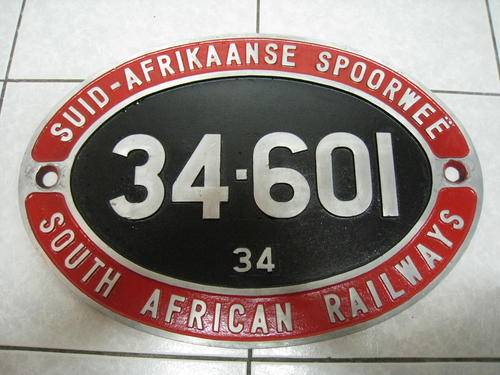 SUID-AFRIKAANSE SPOORWEË
34·601
34
SOUTH AFRICAN RAILWAYS